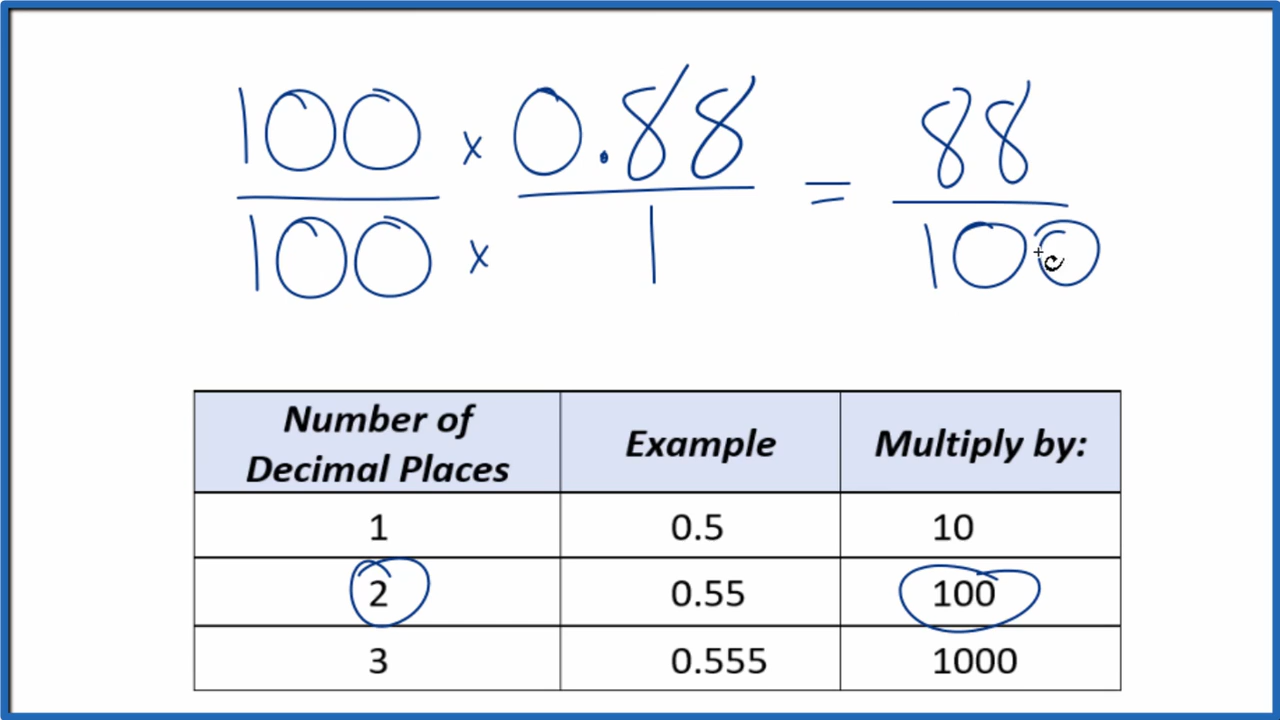 100 × 0.88 = 88
100 × 1 100
Number of Decimal Places Example Multiply by:
1 0.5 10
2 0.55 100
3 0.555 1000